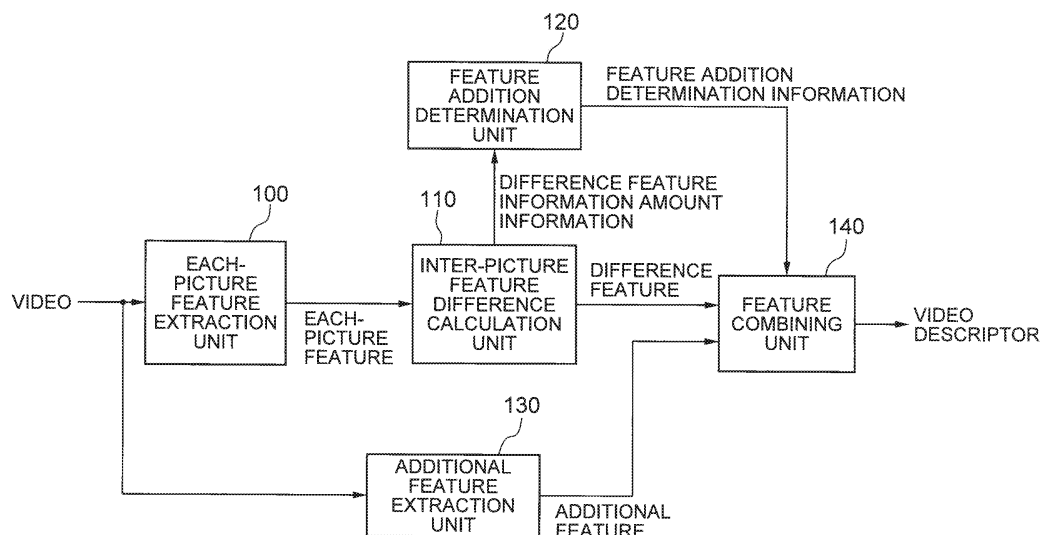 120
FEATURE
ADDITION
DETERMINATION
UNIT
FEATURE ADDITION
DETERMINATION INFORMATION
DIFFERENCE FEATURE
INFORMATION AMOUNT
INFORMATION
100
110
140
VIDEO
EACH-
PICTURE
FEATURE
EXTRACTION
UNIT
EACH-
PICTURE
FEATURE
INTER-PICTURE
FEATURE
DIFFERENCE
CALCULATION
UNIT
DIFFERENCE
FEATURE
FEATURE
COMBINING
UNIT
VIDEO
DESCRIPTOR
130
ADDITIONAL
FEATURE
EXTRACTION
UNIT
ADDITIONAL
FEATURE